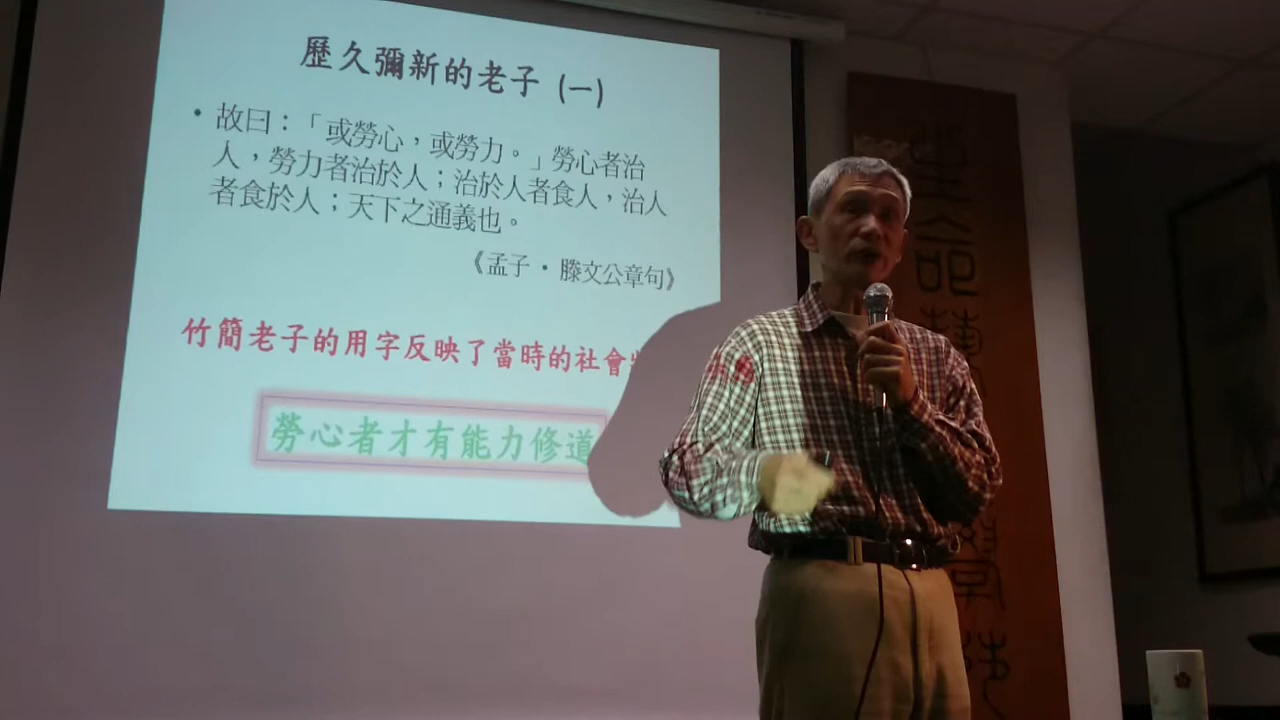 歷久彌新的老子 (一)
• 故曰：「或勞心，或勞力。」勞心者治
人，勞力者治於人；治於人者食人，治人
者食於人；天下之通義也。
《孟子‧滕文公章句》
竹簡老子的用字反映了當時的社會
勞心者才有能力修道
生命